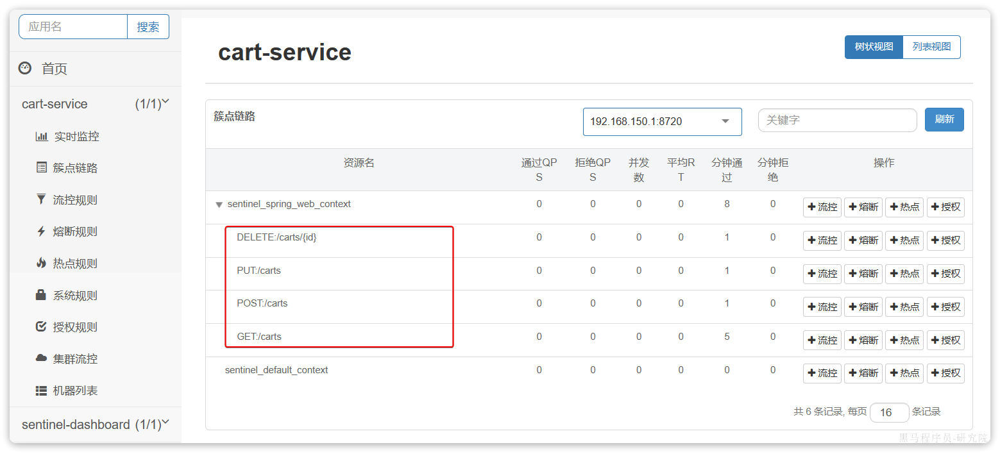 应用名 搜索
首页
cart-service (1/1)
实时监控
簇点链路
流控规则
熔断规则
热点规则
系统规则
授权规则
集群流控
机器列表
sentinel-dashboard (1/1)
cart-service 树状视图 列表视图
簇点链路 192.168.150.1:8720 关键字 刷新
资源名 通过QP 拒绝QP 并发 平均R 分钟通 分钟拒 操作
S S 数 T 过 绝
sentinel_spring_web_context 0 0 0 0 8 0 流控 熔断 热点 授权
DELETE:/carts/{id} 0 0 0 0 1 0 流控 熔断 热点 授权
PUT:/carts 0 0 0 0 1 0 流控 熔断 热点 授权
POST:/carts 0 0 0 0 1 0 流控 熔断 热点 授权
GET:/carts 0 0 0 0 5 0 流控 熔断 热点 授权
sentinel_default_context 0 0 0 0 0 0 流控 熔断 热点 授权
共 6 条记录, 每页 16 条记录
黑马程序员-研究院